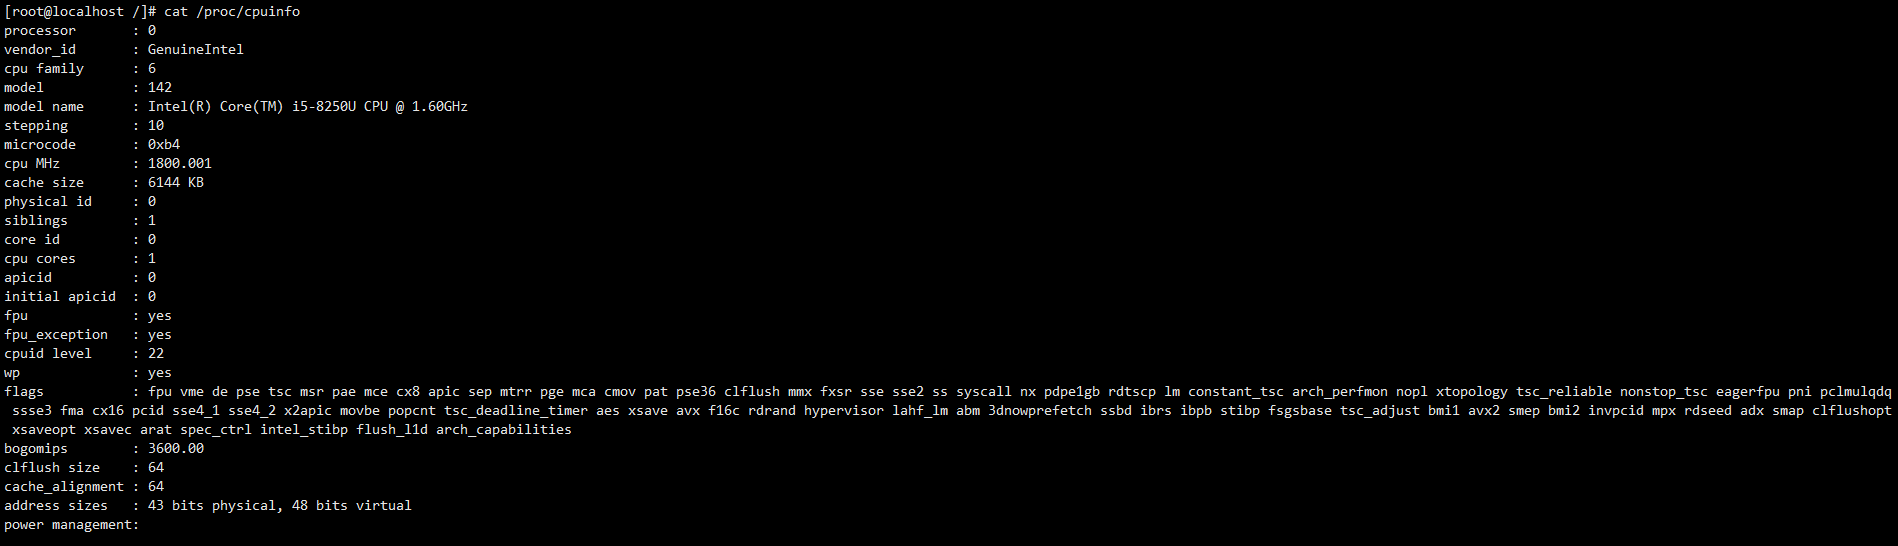 [root@localhost /]# cat /proc/cpuinfo
processor       : 0
vendor_id       : GenuineIntel
cpu family      : 6
model           : 142
model name      : Intel(R) Core(TM) i5-8250U CPU @ 1.60GHz
stepping        : 10
microcode       : 0xb4
cpu MHz         : 1800.001
cache size      : 6144 KB
physical id     : 0
siblings        : 1
core id         : 0
cpu cores       : 1
apicid          : 0
initial apicid  : 0
fpu             : yes
fpu_exception   : yes
cpuid level     : 22
wp              : yes
flags           : fpu vme de pse tsc msr pae mce cx8 apic sep mtrr pge mca cmov pat pse36 clflush mmx fxsr sse sse2 ss syscall nx pdpe1gb rdtscp lm constant_tsc arch_perfmon nopl xtopology tsc_reliable nonstop_tsc eagerfpu pni pclmulqdq
 ssse3 fma cx16 pcid sse4_1 sse4_2 x2apic movbe popcnt tsc_deadline_timer aes xsave avx f16c rdrand hypervisor lahf_lm abm 3dnowprefetch ssbd ibrs ibpb stibp fsgsbase tsc_adjust bmi1 avx2 smep bmi2 invpcid mpx rdseed adx smap clflushopt
 xsaveopt xsavec arat spec_ctrl intel_stibp flush_l1d arch_capabilities
bogomips        : 3600.00
clflush size    : 64
cache_alignment : 64
address sizes   : 43 bits physical, 48 bits virtual
power management: